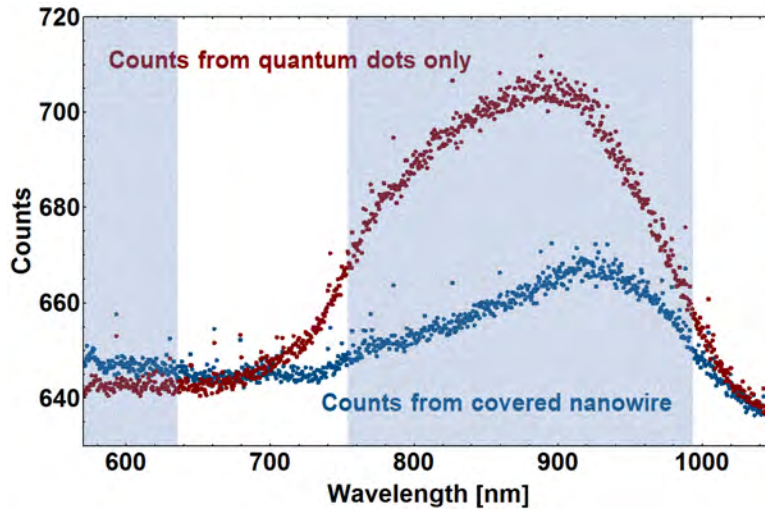 720
Counts from quantum dots only
700
680
660
640
Counts
Counts from covered nanowire
600 700 800 900 1000
Wavelength [nm]